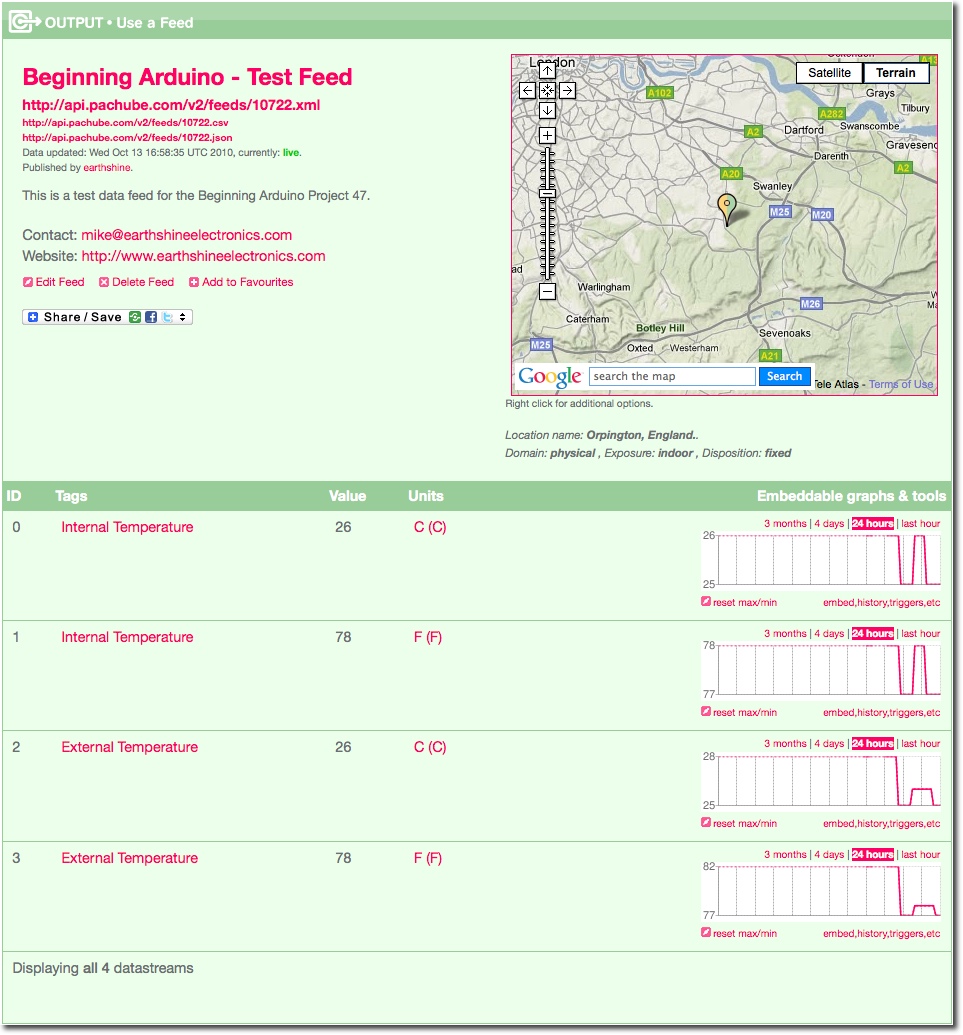 OUTPUT • Use a Feed
Beginning Arduino - Test Feed
http://api.pachube.com/v2/feeds/10722.xml
http://api.pachube.com/v2/feeds/10722.csv
http://api.pachube.com/v2/feeds/10722.json
Data updated: Wed Oct 13 16:58:35 UTC 2010, currently: live.
Published by earthshine.
This is a test data feed for the Beginning Arduino Project 47.
Contact: mike@earthshineelectronics.com
Website: http://www.earthshineelectronics.com
Edit Feed Delete Feed Add to Favourites
Share / Save
London
Satellite Terrain
A102
Grays
Tilbury
A282
A2
Dartford
Swanscombe
Gravesend
Darenth
A2
A20
Swanley
M25
M20
ad
Warlingham
M26
Caterham
Botley Hill
Sevenoaks
M25
Oxted
Westerham
A21
Google
search the map
Search
Tele Atlas - Terms of Use
Right click for additional options.
Location name: Orpington, England..
Domain: physical , Exposure: indoor , Disposition: fixed
ID Tags Value Units Embeddable graphs & tools
0 Internal Temperature 26 C (C)
3 months | 4 days | 24 hours | last hour
26
25
reset max/min embed,history,triggers,etc
1 Internal Temperature 78 F (F)
3 months | 4 days | 24 hours | last hour
78
77
reset max/min embed,history,triggers,etc
2 External Temperature 26 C (C)
3 months | 4 days | 24 hours | last hour
28
25
reset max/min embed,history,triggers,etc
3 External Temperature 78 F (F)
3 months | 4 days | 24 hours | last hour
82
77
reset max/min embed,history,triggers,etc
Displaying all 4 datastreams